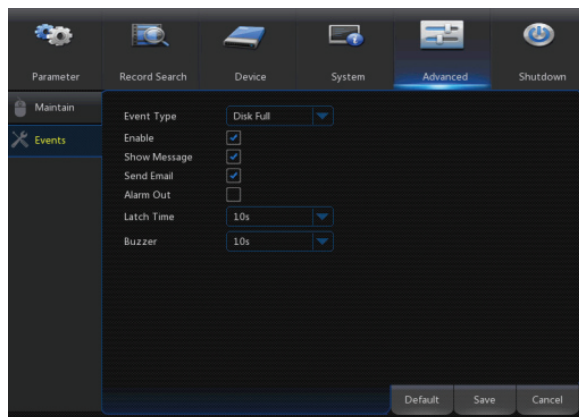 Parameter Record Search Device System Advanced Shutdown
Maintain
Events
Event Type Disk Full
Enable
Show Message
Send Email
Alarm Out
Latch Time 10s
Buzzer 10s
Default Save Cancel